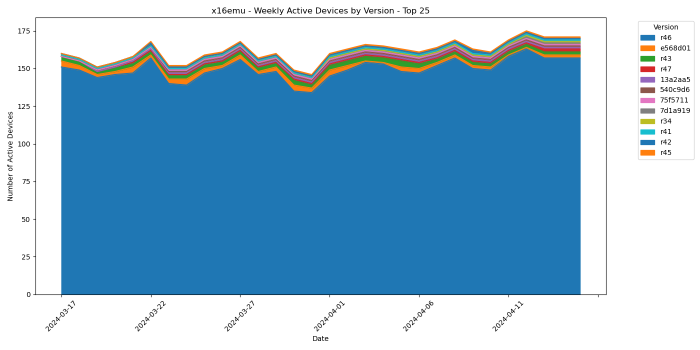 x16emu - Weekly Active Devices by Version - Top 25
Number of Active Devices
175
150
125
100
75
50
25
0
2024-03-17
2024-03-22
2024-03-27
2024-04-01
2024-04-06
2024-04-11
Date
Version
r46
e568d01
r43
r47
13a2aa5
540c9d6
75f5711
7d1a919
r34
r41
r42
r45